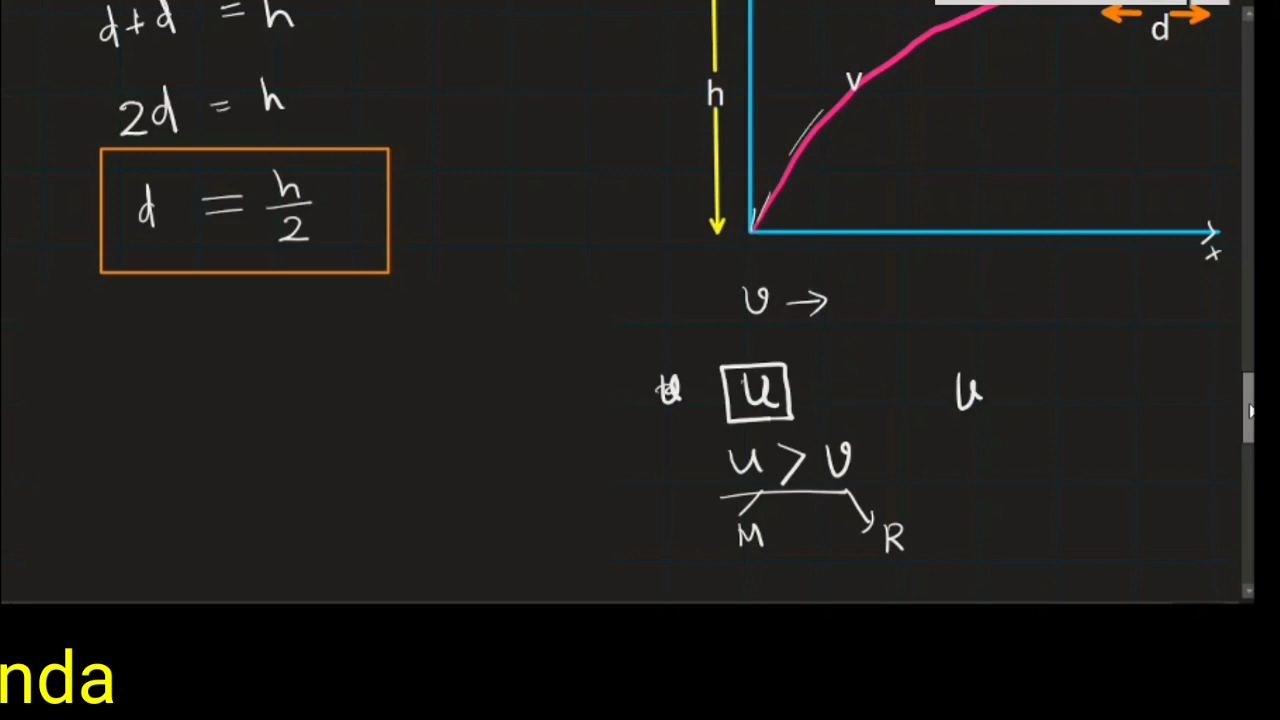 d+d = h
2d = h
d = h/2
d
v
h
x
v →
u u
u > v
M R
nda